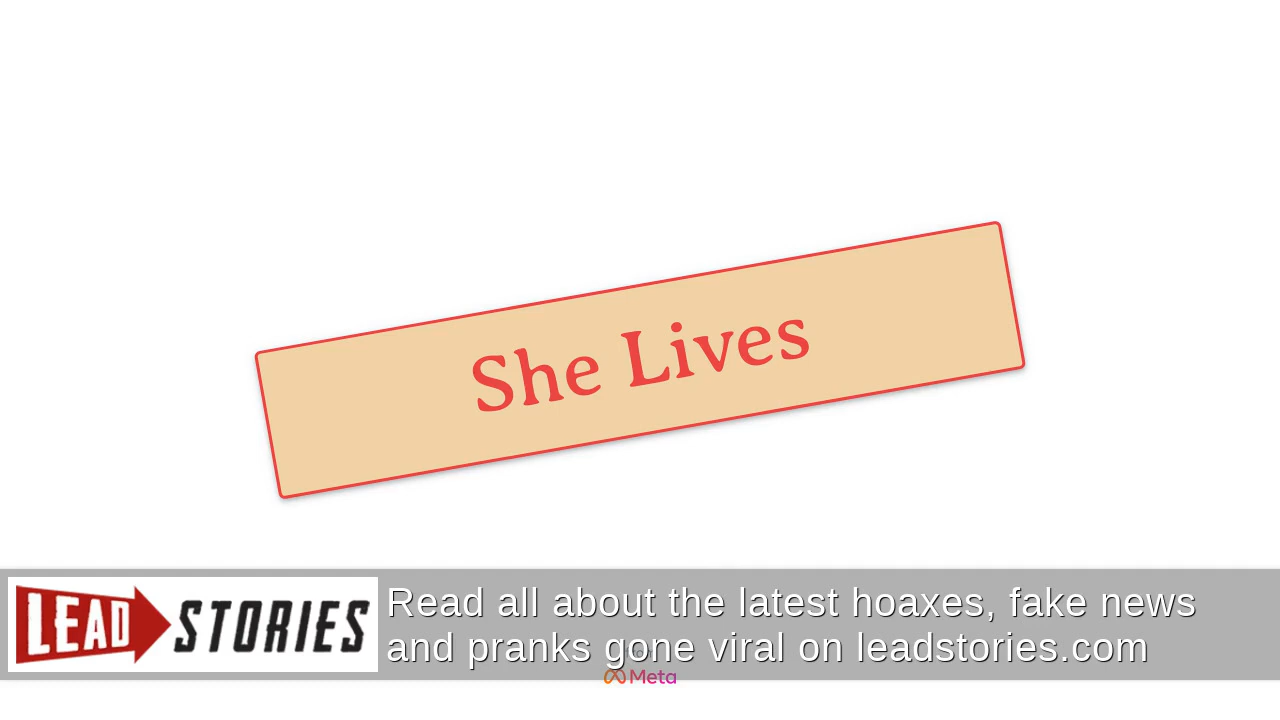 She Lives
LEAD STORIES
Read all about the latest hoaxes, fake news
and pranks gone viral on leadstories.com
Meta